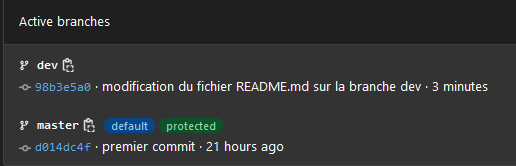 Active branches
dev
98b3e5a0 · modification du fichier README.md sur la branche dev · 3 minutes
master default protected
d014dc4f · premier commit · 21 hours ago